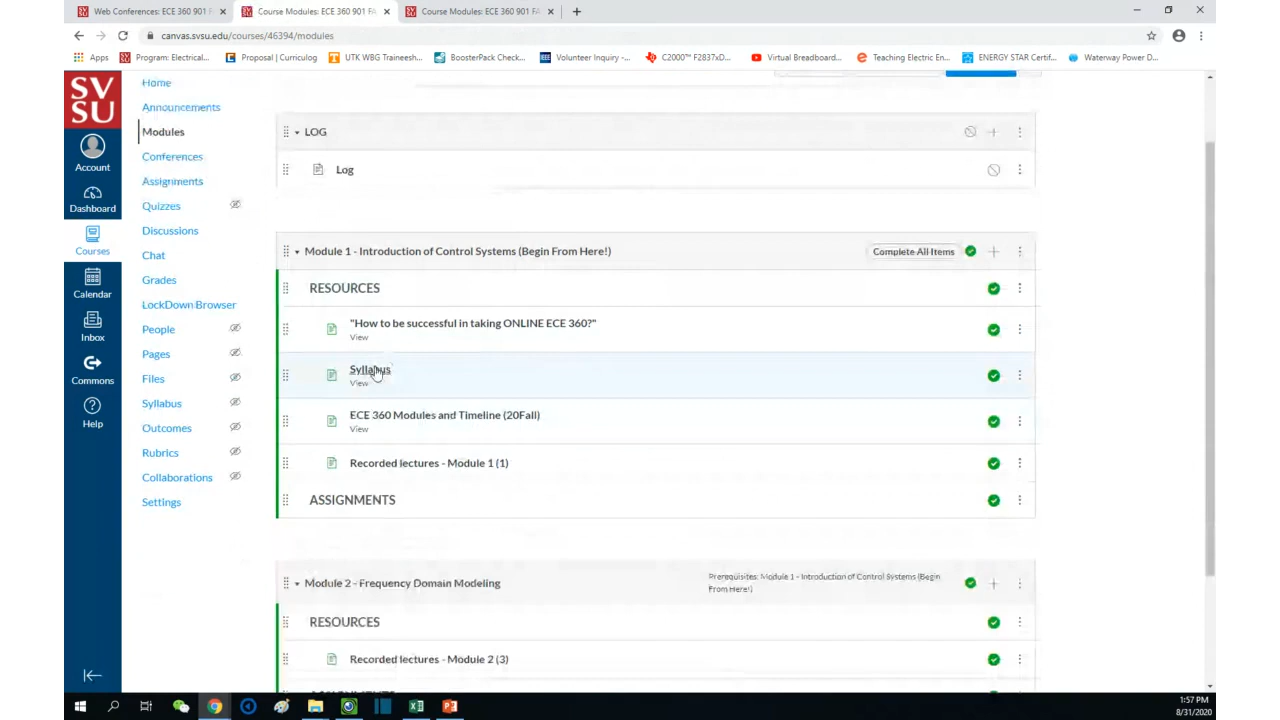 Web Conferences: ECE 360 901 F
Course Modules: ECE 360 901 FA
Course Modules: ECE 360 901 FA
canvas.svsu.edu/courses/46394/modules
Apps
Program: Electrical...
Proposal | Curriculog
UTK WBG Traineesh...
BoosterPack Check...
Volunteer Inquiry -...
C2000™ F2837xD...
Virtual Breadboard...
Teaching Electric En...
ENERGY STAR Certif...
Waterway Power D...
SV
SU
Account
Dashboard
Courses
Calendar
Inbox
Commons
Help
Home
Announcements
Modules
Conferences
Assignments
Quizzes
Discussions
Chat
Grades
LockDown Browser
People
Pages
Files
Syllabus
Outcomes
Rubrics
Collaborations
Settings
LOG
Log
Module 1 - Introduction of Control Systems (Begin From Here!)
Complete All Items
RESOURCES
"How to be successful in taking ONLINE ECE 360?"
View
Syllabus
View
ECE 360 Modules and Timeline (20Fall)
View
Recorded lectures - Module 1 (1)
ASSIGNMENTS
Module 2 - Frequency Domain Modeling
Prerequisites: Module 1 - Introduction of Control Systems (Begin
From Here!)
RESOURCES
Recorded lectures - Module 2 (3)
1:57 PM
8/31/2020